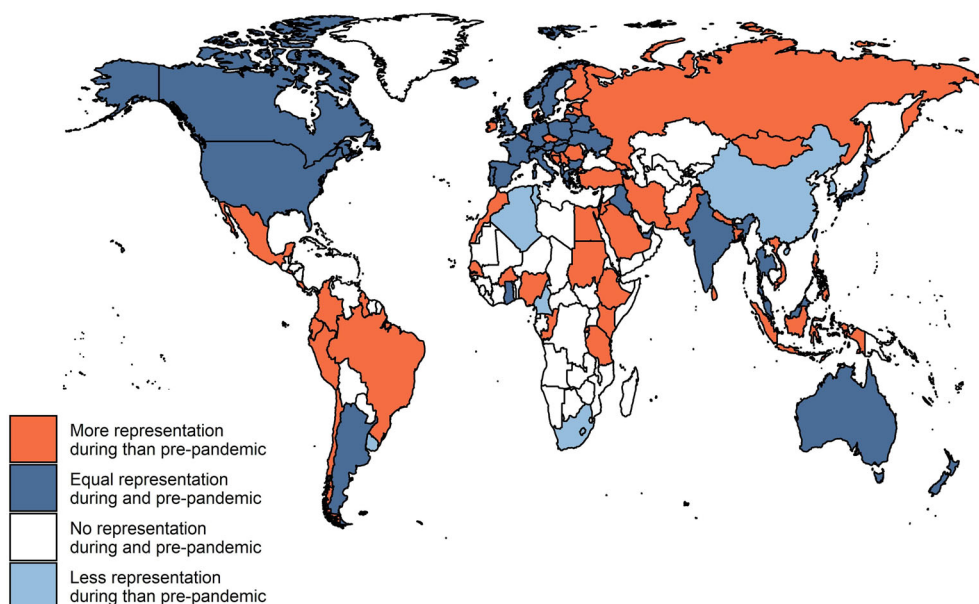 More representation
during than pre-pandemic
Equal representation
during and pre-pandemic
No representation
during and pre-pandemic
Less representation
during than pre-pandemic